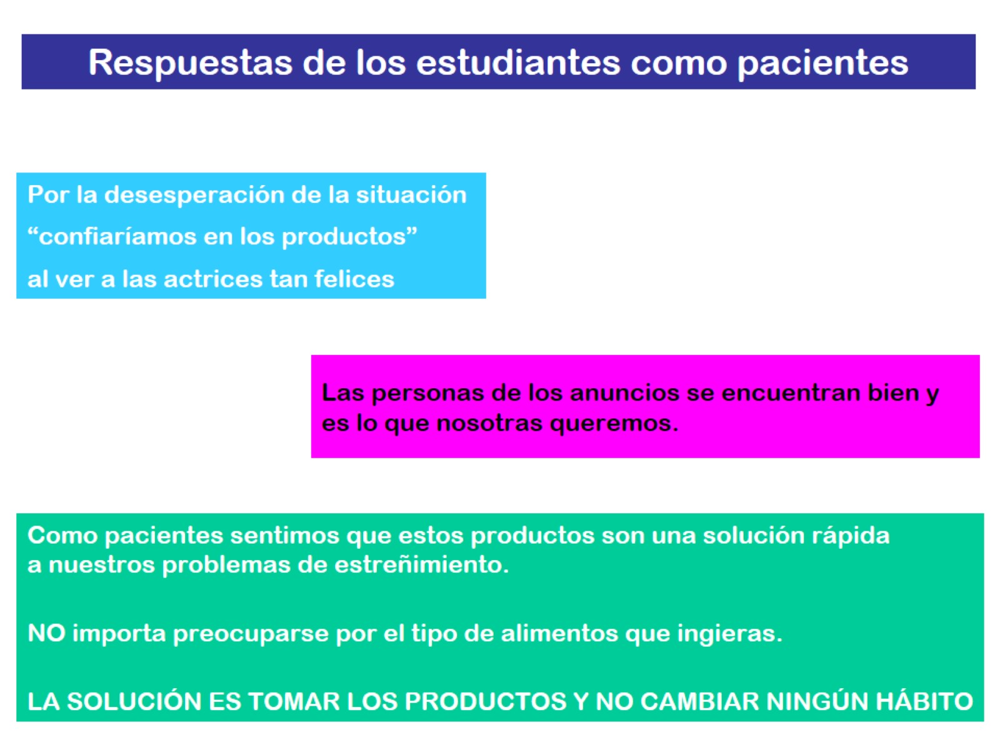 Respuestas de los estudiantes como pacientes
Por la desesperación de la situación
“confiaríamos en los productos”
al ver a las actrices tan felices
Las personas de los anuncios se encuentran bien y
es lo que nosotras queremos.
Como pacientes sentimos que estos productos son una solución rápida
a nuestros problemas de estreñimiento.
NO importa preocuparse por el tipo de alimentos que ingieras.
LA SOLUCIÓN ES TOMAR LOS PRODUCTOS Y NO CAMBIAR NINGÚN HÁBITO